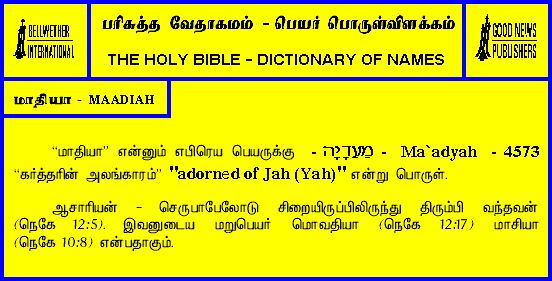 BELLWETHER
INTERNATIONAL
பரிசுத்த வேதாகமம் - பெயர் பொருள்விளக்கம்
THE HOLY BIBLE - DICTIONARY OF NAMES
GOOD NEWS
PUBLISHERS
மாதியா - MAADIAH
“மாதியா” என்னும் எபிரெய பெயருக்கு - מַעַדְיָה - Ma`adyah - 4573
“கர்த்தரின் அலங்காரம்” "adorned of Jah (Yah)" என்று பொருள்.
ஆசாரியன் - செருபாபேலோடு சிறையிருப்பிலிருந்து திரும்பி வந்தவன்
(நெகே 12:5). இவனுடைய மறுபெயர் மொவதியா (நெகே 12:17) மாசியா
(நெகே 10:8) என்பதாகும்.